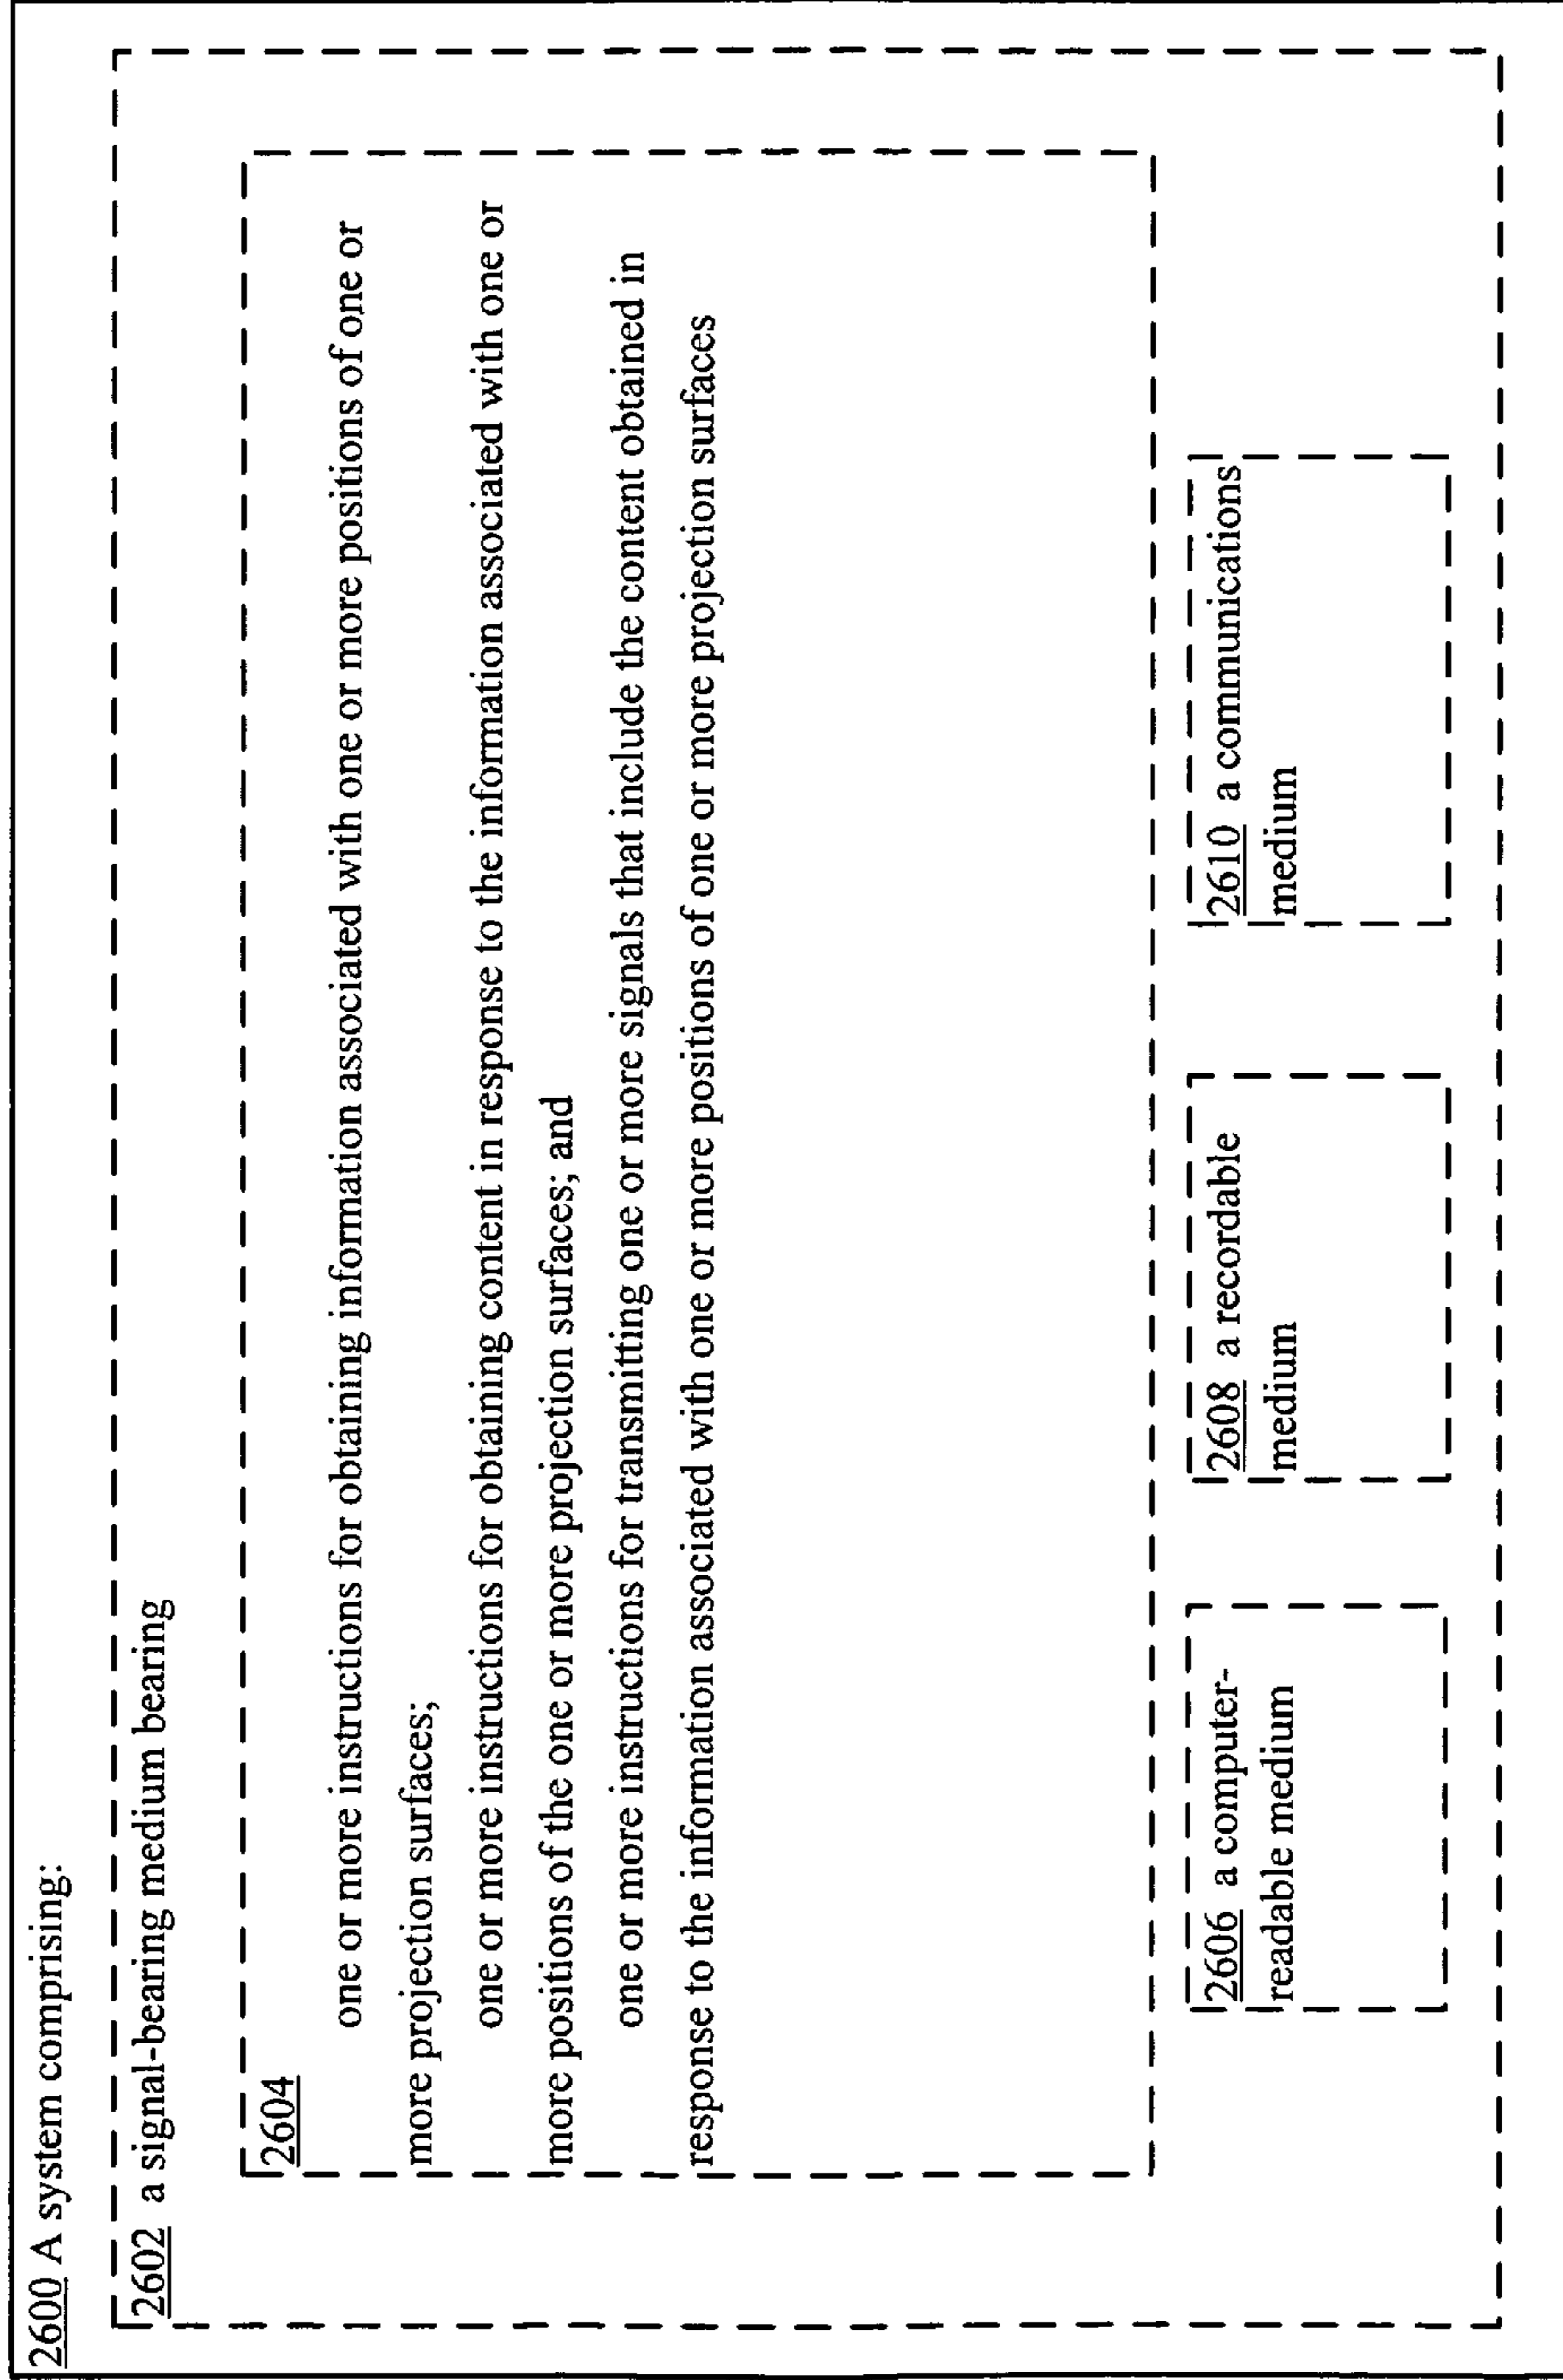 2600 A system comprising:
2602 a signal-bearing medium bearing
2604
one or more instructions for obtaining information associated with one or more positions of one or
more projection surfaces;
one or more instructions for obtaining content in response to the information associated with one or
more positions of the one or more projection surfaces; and
one or more instructions for transmitting one or more signals that include the content obtained in
response to the information associated with one or more positions of one or more projection surfaces
2606 a computer-
readable medium
2608 a recordable
medium
2610 a communications
medium